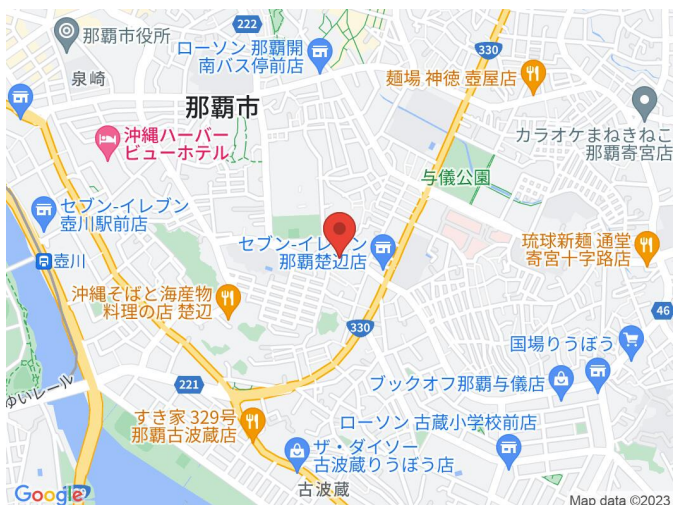 222
那覇市役所
ローソン 那覇開
南バス停前店
330
泉崎
麺場 神徳 壺屋店
那覇市
沖縄ハーバー
ビューホテル
カラオケまねきねこ
那覇寄宮店
与儀公園
セブン-イレブン
壺川駅前店
セブン-イレブン
那覇楚辺店
琉球新麺 通堂
寄宮十字路店
壺川
沖縄そばと海産物
料理の店 楚辺
46
330
国場りうぼう
221
ブックオフ那覇与儀店
ゆいレール
すき家 329号
那覇古波蔵店
ローソン 古蔵小学校前店
ザ・ダイソー
古波蔵りうぼう店
古波蔵
Google
Map data ©2023